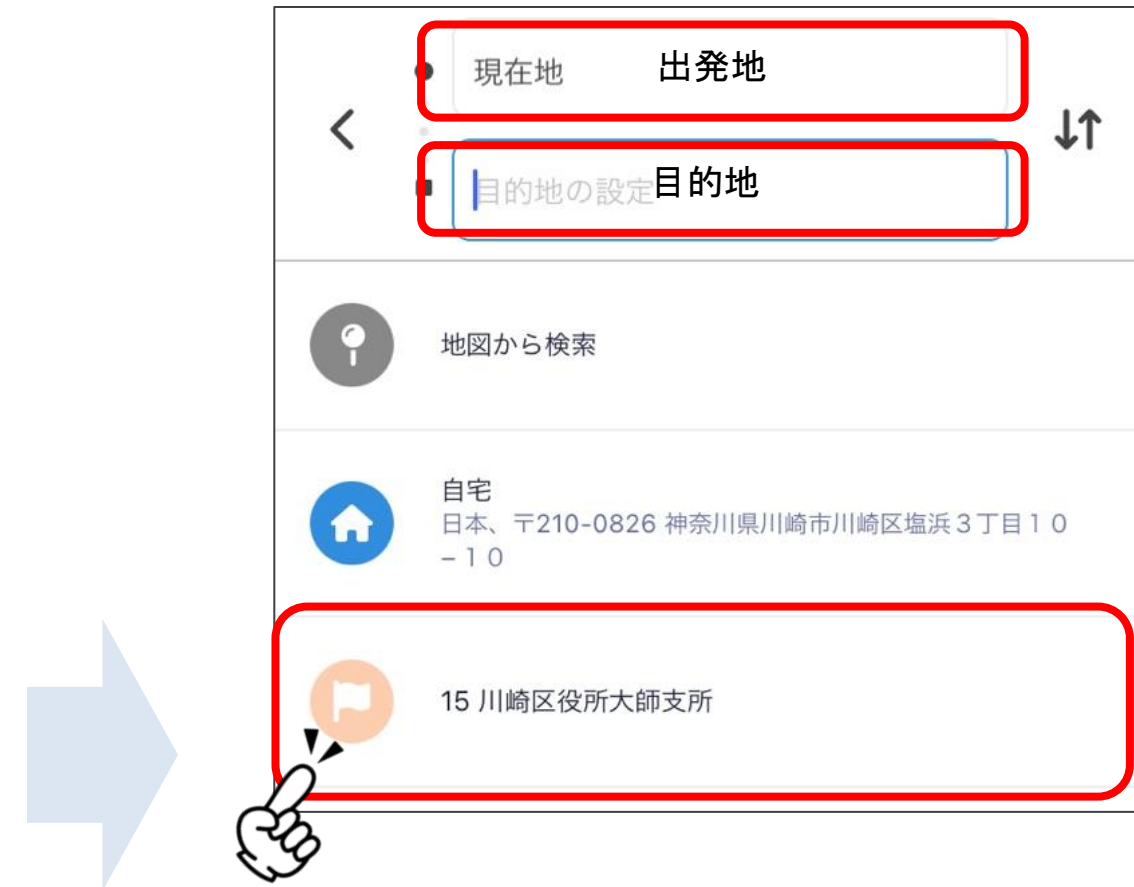 現在地 出発地
目的地の設定 目的地
地図から検索
自宅
日本、〒210-0826 神奈川県川崎市川崎区塩浜３丁目１０
−１０
15 川崎区役所大師支所